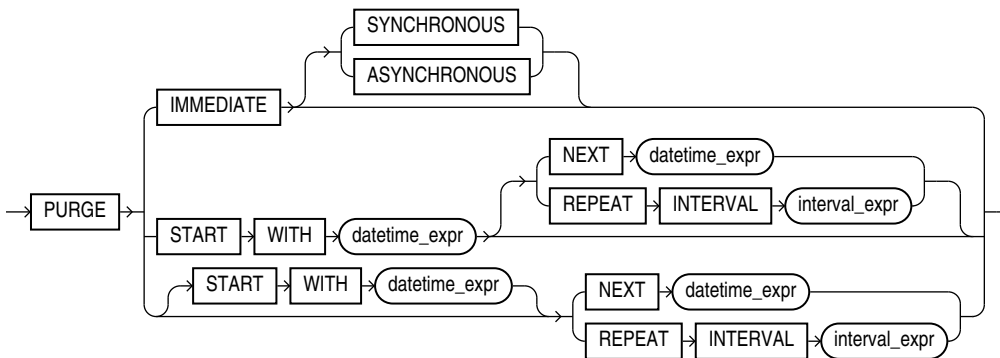 SYNCHRONOUS
ASYNCHRONOUS
IMMEDIATE
NEXT datetime_expr
REPEAT INTERVAL interval_expr
PURGE
START WITH datetime_expr
START WITH datetime_expr
NEXT datetime_expr
REPEAT INTERVAL interval_expr